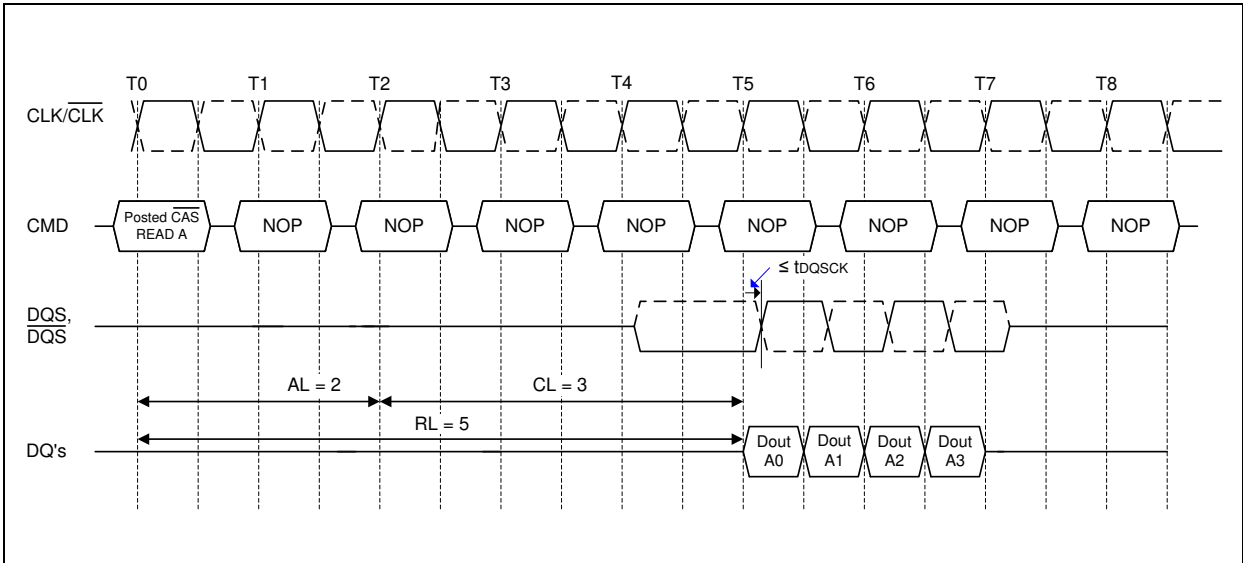 T0 T1 T2 T3 T4 T5 T6 T7 T8
CLK/CLK
CMD
Posted CAS
READ A
NOP NOP NOP NOP NOP NOP NOP NOP
≤ tDQSCK
DQS,
DQS
AL = 2
CL = 3
RL = 5
DQ's
Dout
A0
Dout
A1
Dout
A2
Dout
A3